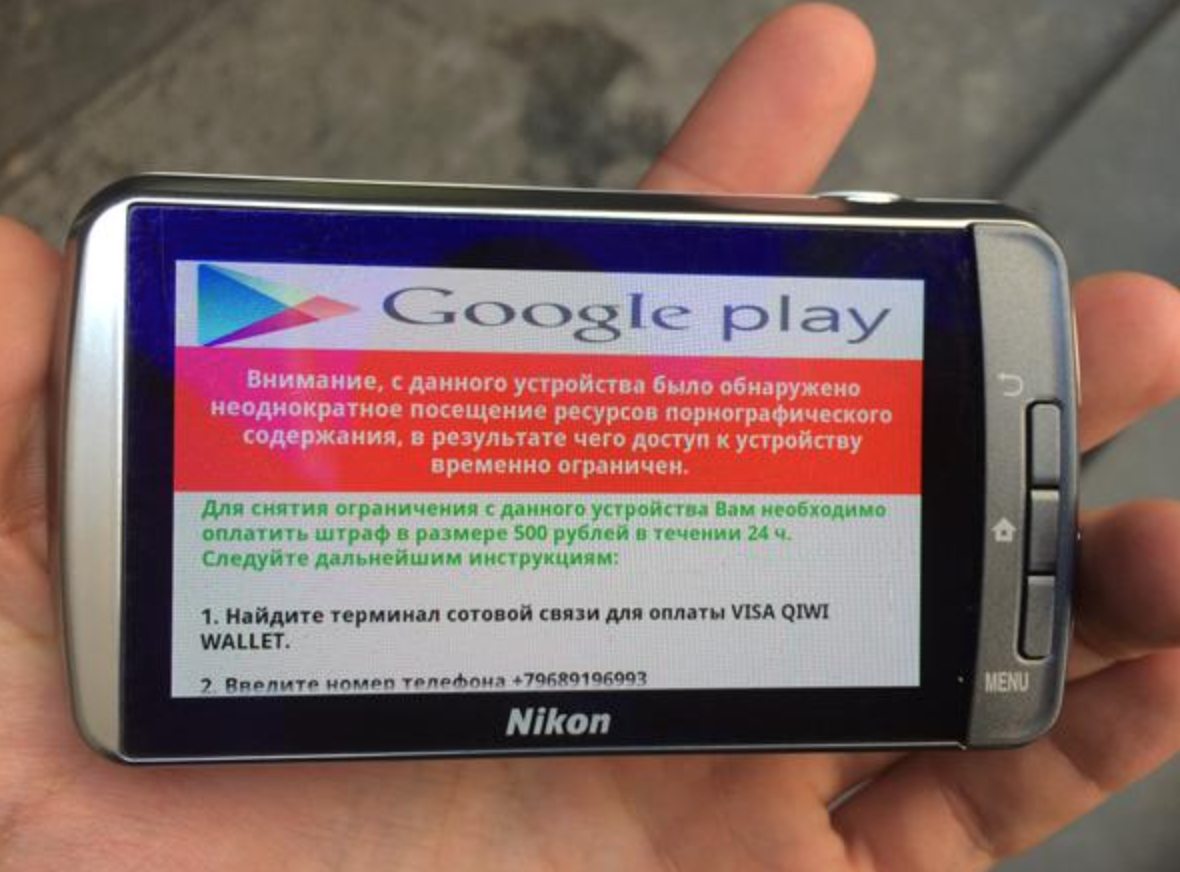 Google play
Внимание, с данного устройства было обнаружено
неоднократное посещение ресурсов порнографического
содержания, в результате чего доступ к устройству
временно ограничен.
Для снятия ограничения с данного устройства Вам необходимо
оплатить штраф в размере 500 рублей в течении 24 ч.
Следуйте дальнейшим инструкциям:
1. Найдите терминал сотовой связи для оплаты VISA QIWI
WALLET.
2. Введите номер телефона +79689196993
Nikon
MENU